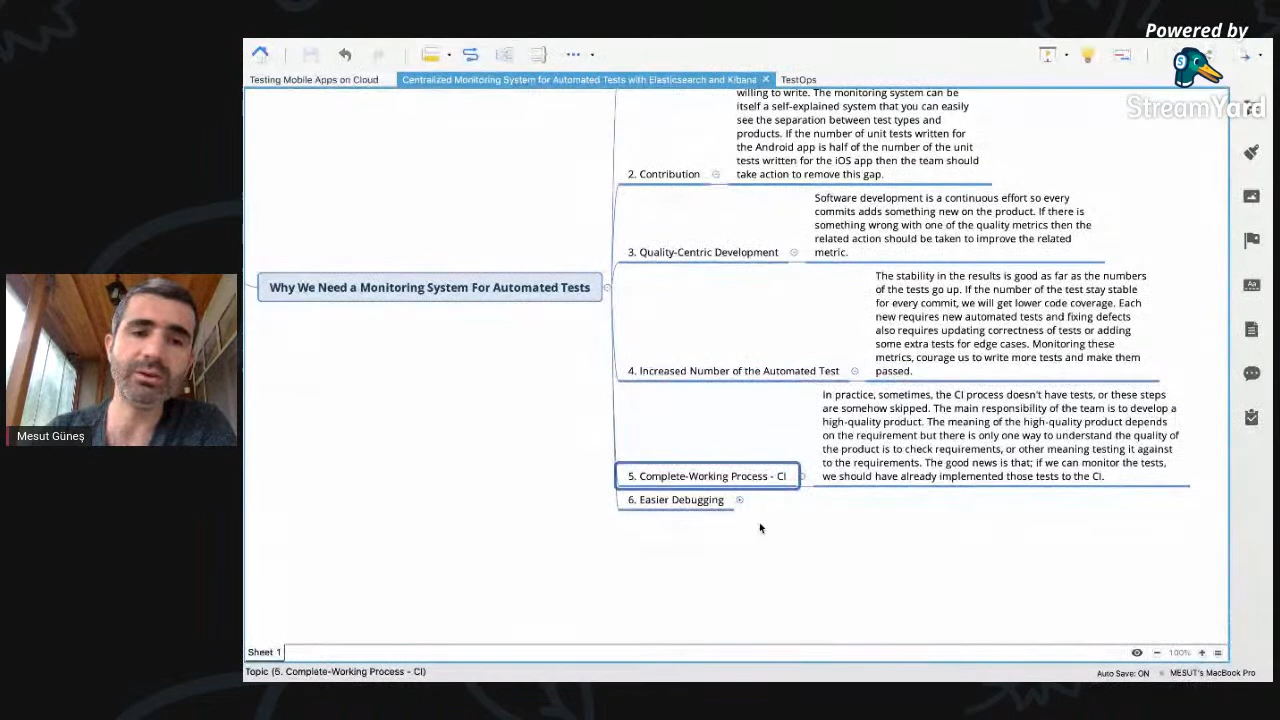 Powered by
StreamYard
Testing Mobile Apps on Cloud
Centralized Monitoring System for Automated Tests with Elasticsearch and Kibana
TestOps
willing to write. The monitoring system can be
itself a self-explained system that you can easily
see the separation between test types and
products. If the number of unit tests written for
the Android app is half of the number of the unit
tests written for the iOS app then the team should
take action to remove this gap.
2. Contribution
Software development is a continuous effort so every
commits adds something new on the product. If there is
something wrong with one of the quality metrics then the
related action should be taken to improve the related
metric.
3. Quality-Centric Development
Why We Need a Monitoring System For Automated Tests
The stability in the results is good as far as the numbers
of the tests go up. If the number of the test stay stable
for every commit, we will get lower code coverage. Each
new requires new automated tests and fixing defects
also requires updating correctness of tests or adding
some extra tests for edge cases. Monitoring these
metrics, courage us to write more tests and make them
passed.
4. Increased Number of the Automated Test
In practice, sometimes, the CI process doesn't have tests, or these steps
are somehow skipped. The main responsibility of the team is to develop a
high-quality product. The meaning of the high-quality product depends
on the requirement but there is only one way to understand the quality of
the product is to check requirements, or other meaning testing it against
to the requirements. The good news is that; if we can monitor the tests,
we should have already implemented those tests to the CI.
5. Complete-Working Process - CI
6. Easier Debugging
Mesut Güneş
Sheet 1
100%
Topic (5. Complete-Working Process - CI)
Auto Save: ON
MESUT's MacBook Pro